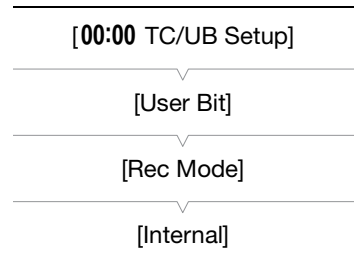 [00:00 TC/UB Setup]
[User Bit]
[Rec Mode]
[Internal]